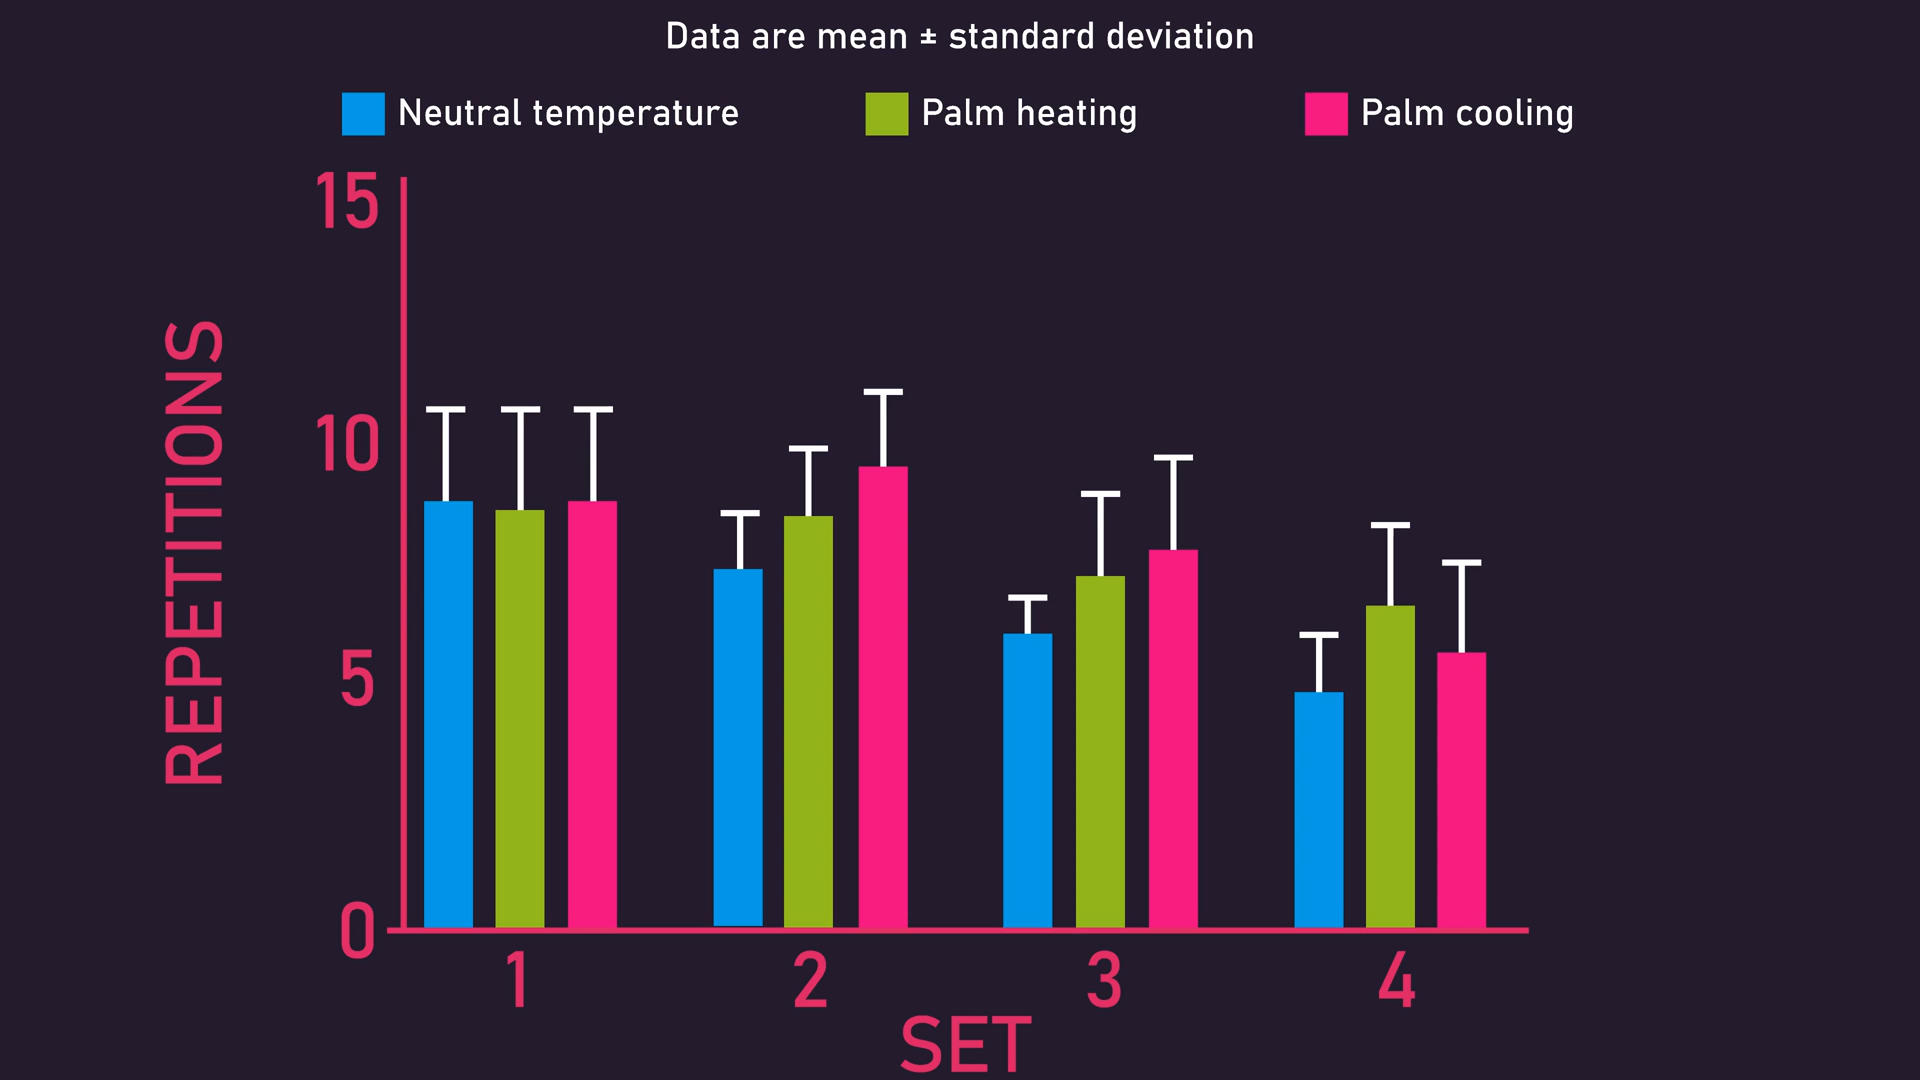 Data are mean ± standard deviation
Neutral temperature
Palm heating
Palm cooling
15
10
5
0
REPETITIONS
1
2
3
4
SET